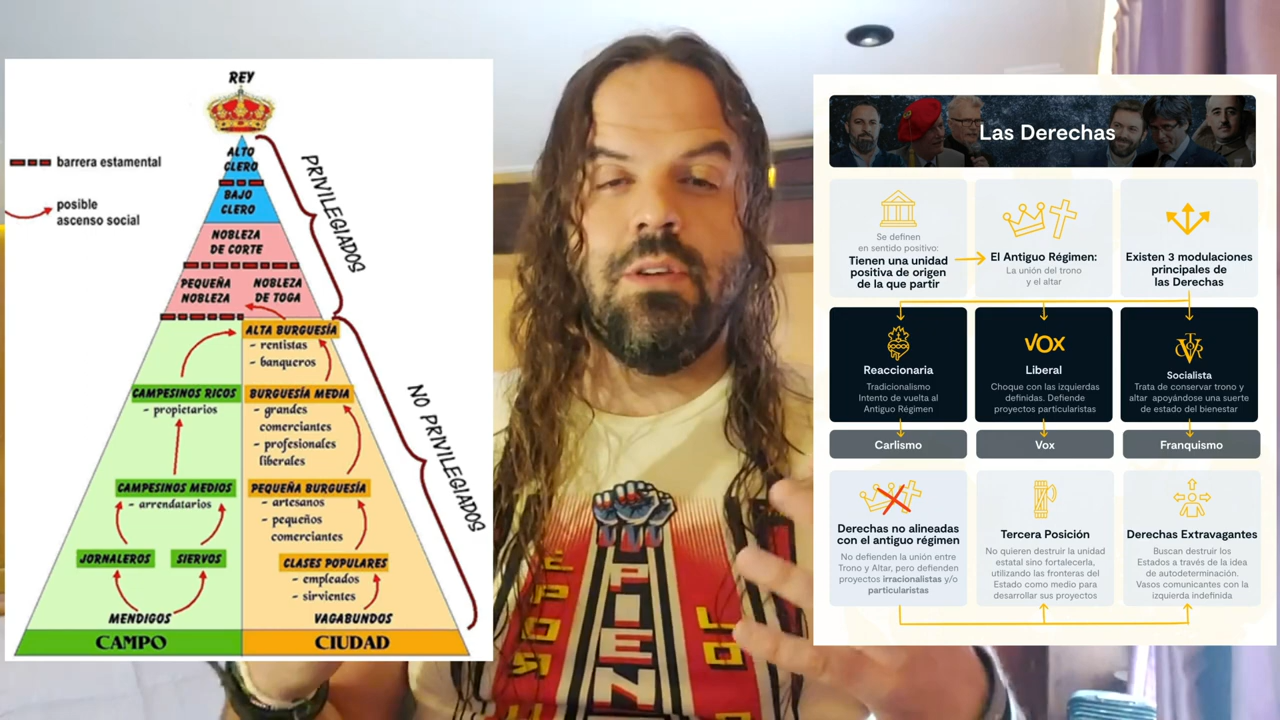 REY
barrera estamental
posible
ascenso social
ALTO
CLERO
BAJO
CLERO
NOBLEZA
DE CORTE
PEQUEÑA
NOBLEZA
NOBLEZA
DE TOGA
PRIVILEGIADOS
ALTA BURGUESÍA
- rentistas
- banqueros
CAMPESINOS RICOS
- propietarios
BURGUESÍA MEDIA
- grandes
comerciantes
- profesionales
liberales
NO PRIVILEGIADOS
CAMPESINOS MEDIOS
- arrendatarios
PEQUEÑA BURGUESÍA
- artesanos
- pequeños
comerciantes
JORNALEROS
SIERVOS
CLASES POPULARES
- empleados
- sirvientes
MENDIGOS
VAGABUNDOS
CAMPO
CIUDAD
PIEN
LO
Las Derechas
Se definen
en sentido positivo:
Tienen una unidad
positiva de origen
de la que partir
El Antiguo Régimen:
La unión del trono
y el altar
Existen 3 modulaciones
principales de
las Derechas
Reaccionaria
Tradicionalismo
Intento de vuelta al
Antiguo Régimen
VOX
Liberal
Choque con las izquierdas
definidas. Defiende
proyectos particularistas
Socialista
Trata de conservar trono y
altar apoyándose una suerte
de estado del bienestar
Carlismo
Vox
Franquismo
Derechas no alineadas
con el antiguo régimen
No defienden la unión entre
Trono y Altar, pero defienden
proyectos irracionalistas y/o
particularistas
Tercera Posición
No quieren destruir la unidad
estatal sino fortalecerla,
utilizando las fronteras del
Estado como medio para
desarrollar sus proyectos
Derechas Extravagantes
Buscan destruir los
Estados a través de la idea
de autodeterminación.
Vasos comunicantes con la
izquierda indefinida